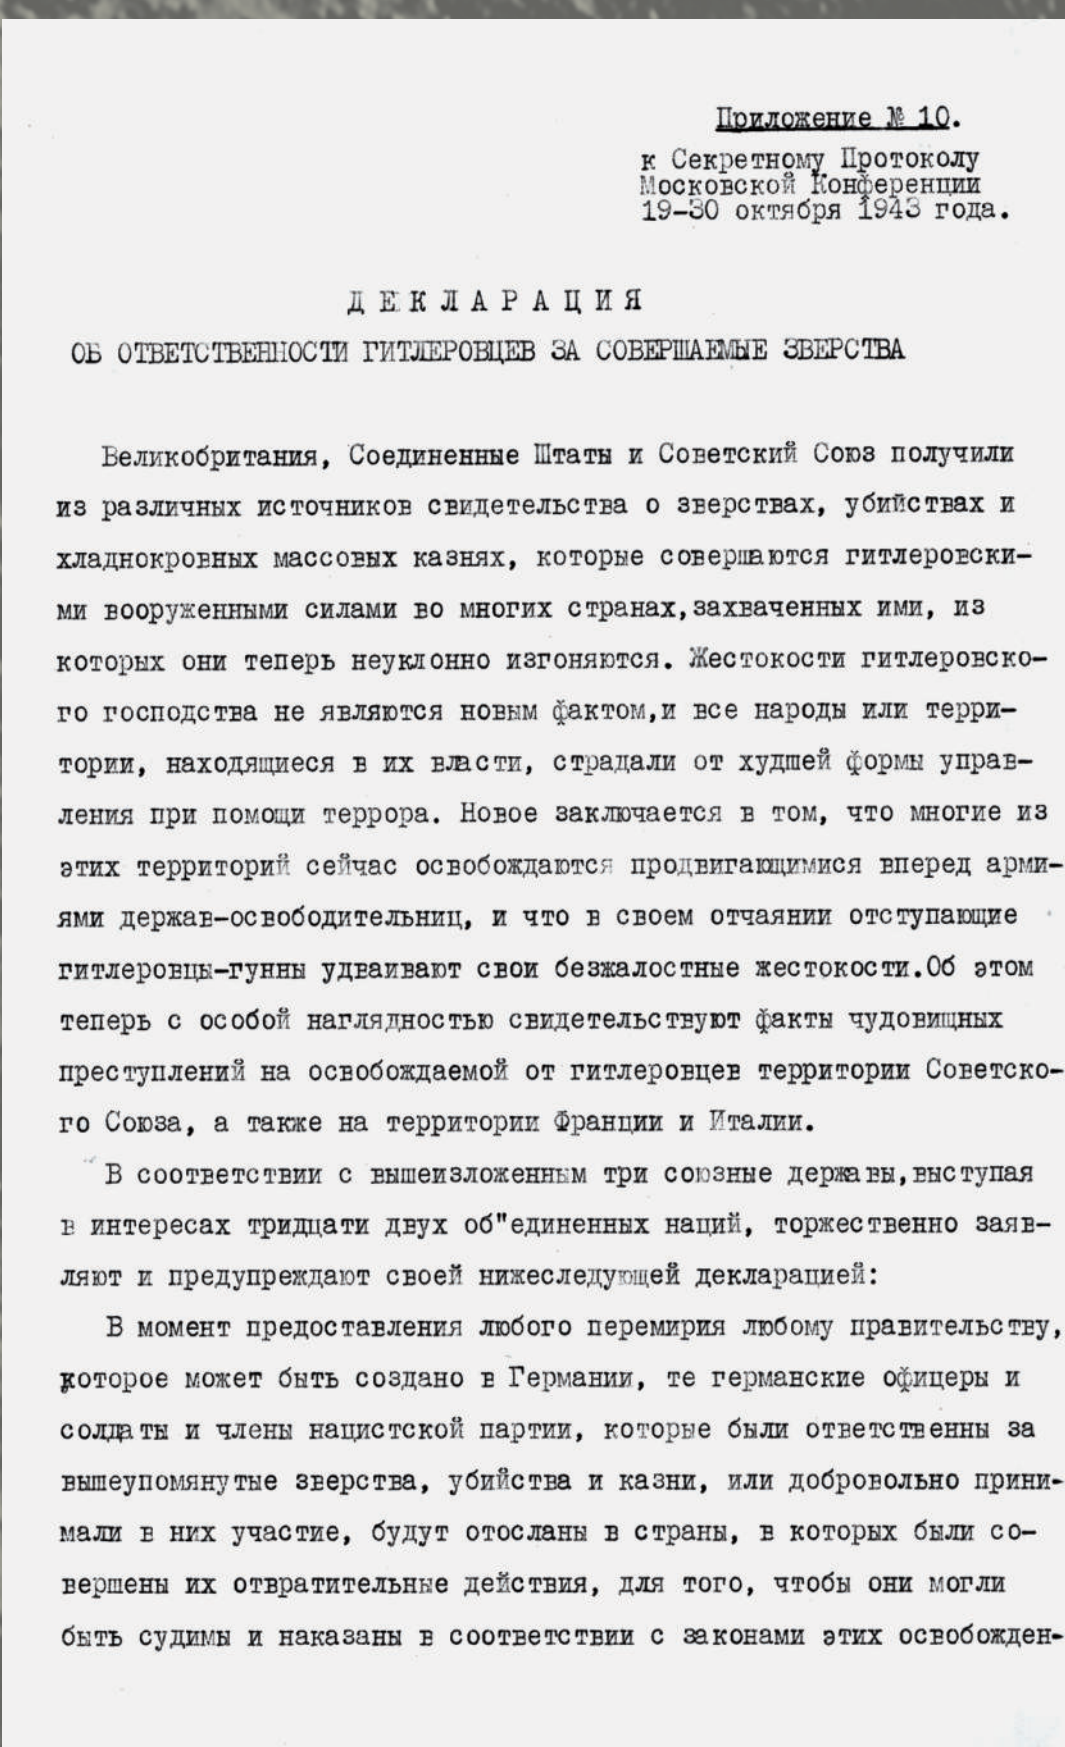 Приложение № 10.
к Секретному Протоколу
Московской Конференции
19-30 октября 1943 года.
Д Е К Л А Р А Ц И Я
ОБ ОТВЕТСТВЕННОСТИ ГИТЛЕРОВЦЕВ ЗА СОВЕРШАЕМЫЕ ЗВЕРСТВА
Великобритания, Соединенные Штаты и Советский Союз получили
из различных источников свидетельства о зверствах, убийствах и
хладнокровных массовых казнях, которые совершаются гитлеровски-
ми вооруженными силами во многих странах,захваченных ими, из
которых они теперь неуклонно изгоняются. Жестокости гитлеровско-
го господства не являются новым фактом,и все народы или терри-
тории, находящиеся в их власти, страдали от худшей формы управ-
ления при помощи террора. Новое заключается в том, что многие из
этих территорий сейчас освобождаются продвигающимися вперед арми-
ями держав-освободительниц, и что в своем отчаянии отступающие
гитлеровцы-гунны удваивают свои безжалостные жестокости.Об этом
теперь с особой наглядностью свидетельствуют факты чудовищных
преступлений на освобождаемой от гитлеровцев территории Советско-
го Союза, а также на территории Франции и Италии.
В соответствии с вышеизложенным три союзные державы,выступая
в интересах тридцати двух об"единенных наций, торжественно заяв-
ляют и предупреждают своей нижеследующей декларацией:
В момент предоставления любого перемирия любому правительству,
которое может быть создано в Германии, те германские офицеры и
солдаты и члены нацистской партии, которые были ответственны за
вышеупомянутые зверства, убийства и казни, или добровольно прини-
мали в них участие, будут отосланы в страны, в которых были со-
вершены их отвратительные действия, для того, чтобы они могли
быть судимы и наказаны в соответствии с законами этих освобожден-